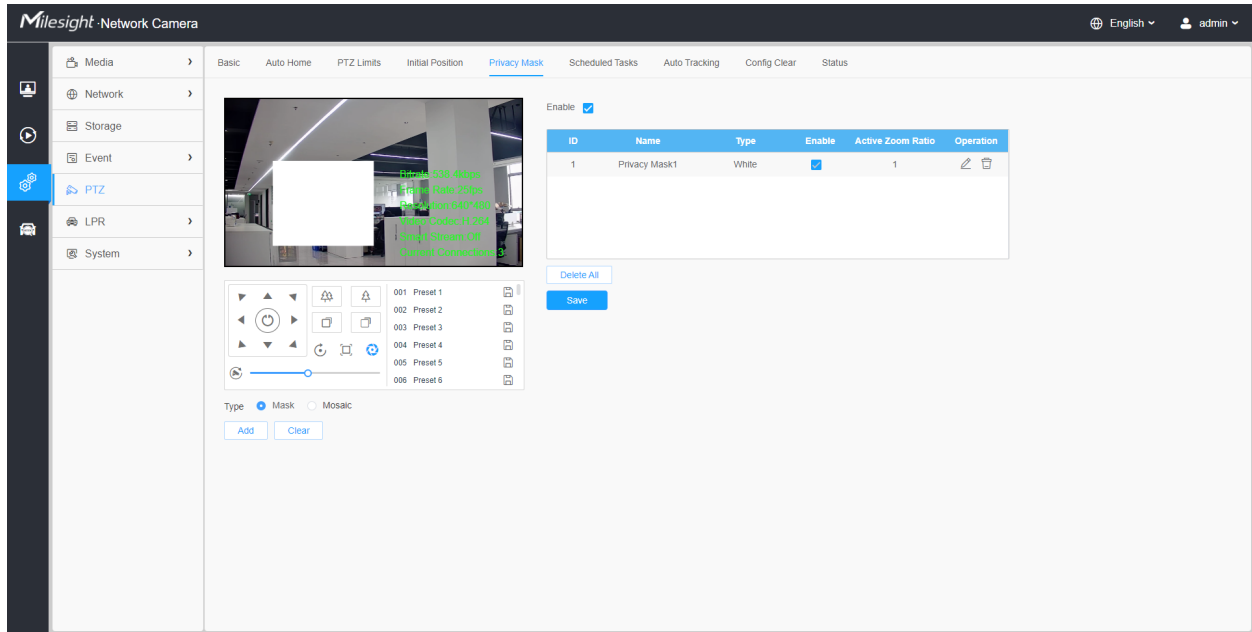 Milesight ·Network Camera
English
admin
Media
Network
Storage
Event
PTZ
LPR
System
Basic Auto Home PTZ Limits Initial Position Privacy Mask Scheduled Tasks Auto Tracking Config Clear Status
001 Preset 1
002 Preset 2
003 Preset 3
004 Preset 4
005 Preset 5
006 Preset 6
Type Mask Mosaic
Add Clear
Enable
ID Name Type Enable Active Zoom Ratio Operation
1 Privacy Mask1 White 1
Delete All
Save